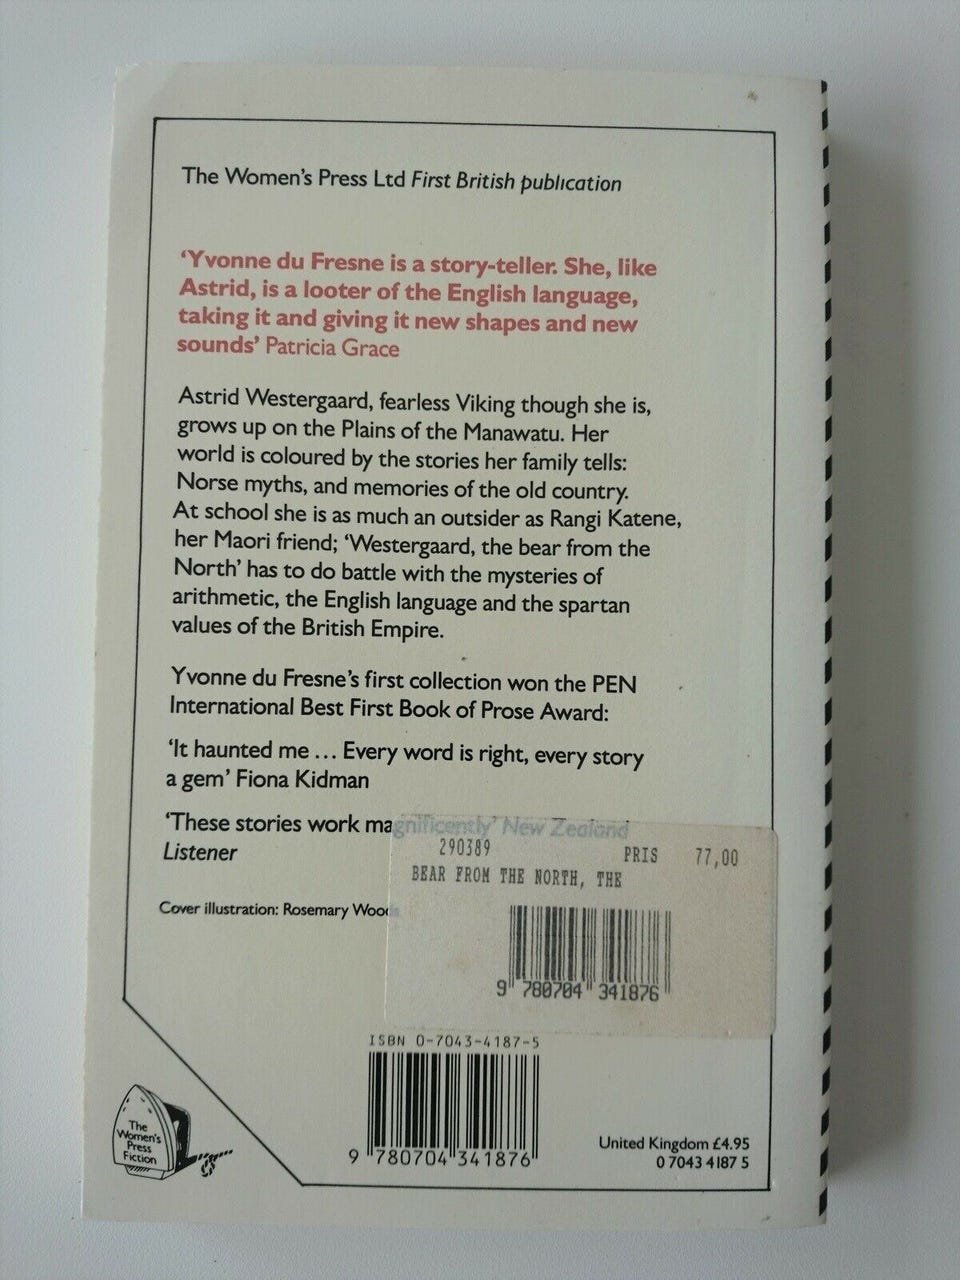 The Women's Press Ltd First British publication
‘Yvonne du Fresne is a story-teller. She, like
Astrid, is a looter of the English language,
taking it and giving it new shapes and new
sounds’ Patricia Grace
Astrid Westergaard, fearless Viking though she is,
grows up on the Plains of the Manawatu. Her
world is coloured by the stories her family tells:
Norse myths, and memories of the old country.
At school she is as much an outsider as Rangi Katene,
her Maori friend; ‘Westergaard, the bear from the
North’ has to do battle with the mysteries of
arithmetic, the English language and the spartan
values of the British Empire.
Yvonne du Fresne’s first collection won the PEN
International Best First Book of Prose Award:
‘It haunted me ... Every word is right, every story
a gem’ Fiona Kidman
‘These stories work magnificently’ New Zealand
Listener
290389 PRIS 77,00
BEAR FROM THE NORTH, THE
9 780704 341876
Cover illustration: Rosemary Woods
ISBN 0-7043-4187-5
9 780704 341876
The
Women's
Press
Fiction
United Kingdom £4.95
0 7043 4187 5